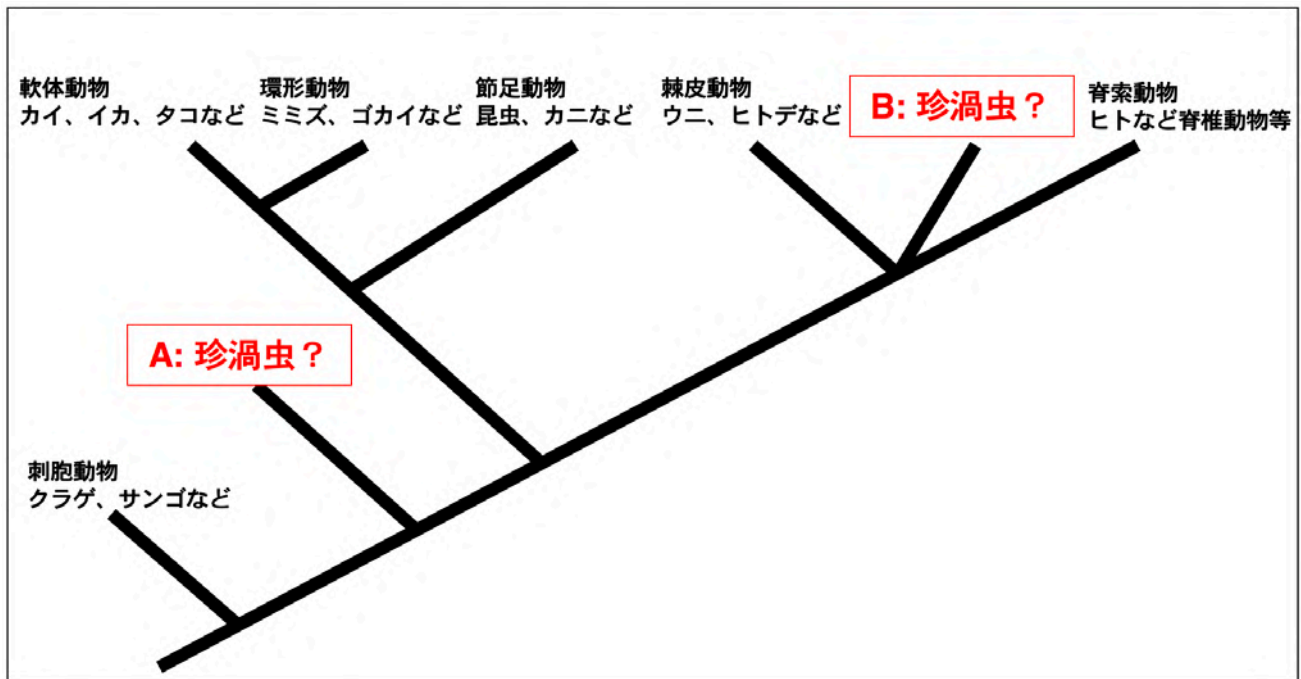 軟体動物
カイ、イカ、タコなど
環形動物
ミミズ、ゴカイなど
節足動物
昆虫、カニなど
棘皮動物
ウニ、ヒトデなど
B: 珍渦虫？
脊索動物
ヒトなど脊椎動物等
A: 珍渦虫？
刺胞動物
クラゲ、サンゴなど